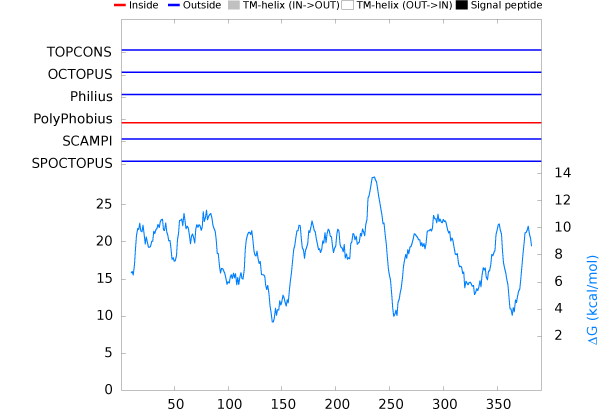 Inside Outside TM-helix (IN->OUT) TM-helix (OUT->IN) Signal peptide
TOPCONS
OCTOPUS
Philius
PolyPhobius
SCAMPI
SPOCTOPUS
25
20
15
10
5
0
14
12
10
8
6
4
2
ΔG (kcal/mol)
50 100 150 200 250 300 350